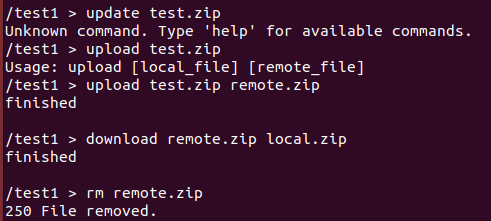 /test1 > update test.zip
Unknown command. Type 'help' for available commands.
/test1 > upload test.zip
Usage: upload [local_file] [remote_file]
/test1 > upload test.zip remote.zip
finished
/test1 > download remote.zip local.zip
finished
/test1 > rm remote.zip
250 File removed.